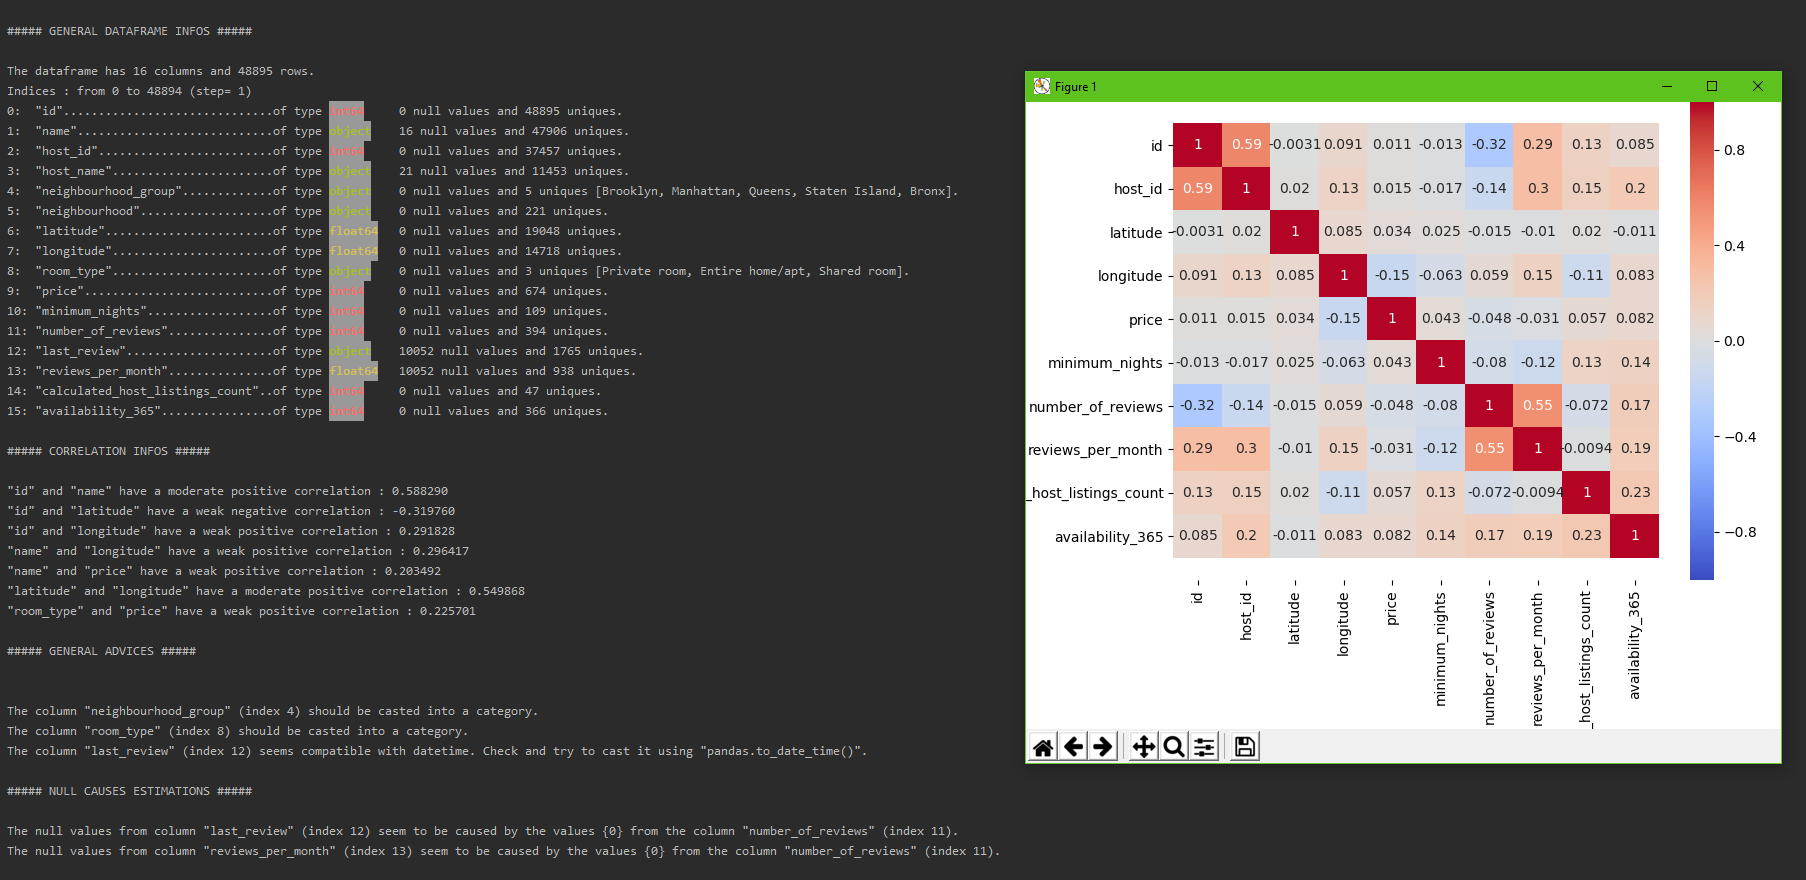 ##### GENERAL DATAFRAME INFOS #####
The dataframe has 16 columns and 48895 rows.
Indices : from 0 to 48894 (step= 1)
0:  "id"..............................of type int64     0 null values and 48895 uniques.
1:  "name"............................of type object    16 null values and 47906 uniques.
2:  "host_id".........................of type int64     0 null values and 37457 uniques.
3:  "host_name".......................of type object    21 null values and 11453 uniques.
4:  "neighbourhood_group".............of type object    0 null values and 5 uniques [Brooklyn, Manhattan, Queens, Staten Island, Bronx].
5:  "neighbourhood"...................of type object    0 null values and 221 uniques.
6:  "latitude"........................of type float64   0 null values and 19048 uniques.
7:  "longitude".......................of type float64   0 null values and 14718 uniques.
8:  "room_type".......................of type object    0 null values and 3 uniques [Private room, Entire home/apt, Shared room].
9:  "price"...........................of type int64     0 null values and 674 uniques.
10: "minimum_nights"..................of type int64     0 null values and 109 uniques.
11: "number_of_reviews"...............of type int64     0 null values and 394 uniques.
12: "last_review".....................of type object    10052 null values and 1765 uniques.
13: "reviews_per_month"...............of type float64   10052 null values and 938 uniques.
14: "calculated_host_listings_count"..of type int64     0 null values and 47 uniques.
15: "availability_365"................of type int64     0 null values and 366 uniques.
##### CORRELATION INFOS #####
"id" and "name" have a moderate positive correlation : 0.588290
"id" and "latitude" have a weak negative correlation : -0.319760
"id" and "longitude" have a weak positive correlation : 0.291828
"name" and "longitude" have a weak positive correlation : 0.296417
"name" and "price" have a weak positive correlation : 0.203492
"latitude" and "longitude" have a moderate positive correlation : 0.549868
"room_type" and "price" have a weak positive correlation : 0.225701
##### GENERAL ADVICES #####
The column "neighbourhood_group" (index 4) should be casted into a category.
The column "room_type" (index 8) should be casted into a category.
The column "last_review" (index 12) seems compatible with datetime. Check and try to cast it using "pandas.to_date_time()".
##### NULL CAUSES ESTIMATIONS #####
The null values from column "last_review" (index 12) seem to be caused by the values {0} from the column "number_of_reviews" (index 11).
The null values from column "reviews_per_month" (index 13) seem to be caused by the values {0} from the column "number_of_reviews" (index 11).
Figure 1
id 1 0.59 -0.0031 0.091 0.011 -0.013 -0.32 0.29 0.13 0.085
host_id 0.59 1 0.02 0.13 0.015 -0.017 -0.14 0.3 0.15 0.2
latitude -0.0031 0.02 1 0.085 0.034 0.025 -0.015 -0.01 0.02 -0.011
longitude 0.091 0.13 0.085 1 -0.15 -0.063 0.059 0.15 -0.11 0.083
price 0.011 0.015 0.034 -0.15 1 0.043 -0.048 -0.031 0.057 0.082
minimum_nights -0.013 -0.017 0.025 -0.063 0.043 1 -0.08 -0.12 0.13 0.14
number_of_reviews -0.32 -0.14 -0.015 0.059 -0.048 -0.08 1 0.55 -0.072 0.17
reviews_per_month 0.29 0.3 -0.01 0.15 -0.031 -0.12 0.55 1 -0.0094 0.19
_host_listings_count 0.13 0.15 0.02 -0.11 0.057 0.13 -0.072 -0.0094 1 0.23
availability_365 0.085 0.2 -0.011 0.083 0.082 0.14 0.17 0.19 0.23 1
id
host_id
latitude
longitude
price
minimum_nights
number_of_reviews
reviews_per_month
_host_listings_count
availability_365
0.8
0.4
0.0
−0.4
−0.8